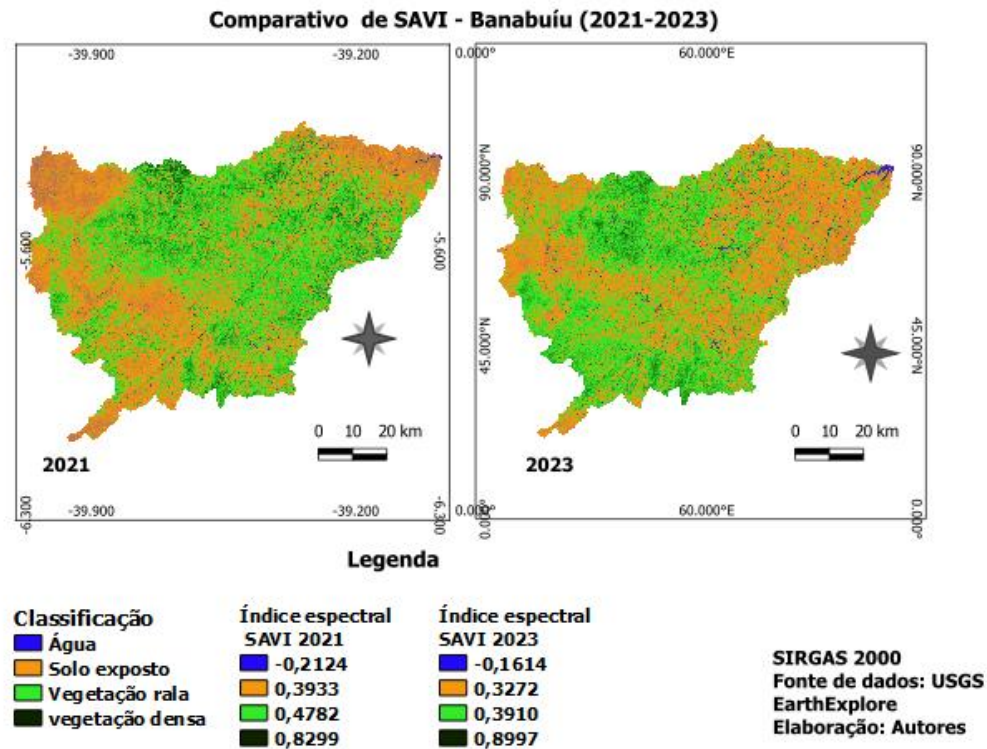 Comparativo de SAVI - Banabuíu (2021-2023)
-39.900 -39.200 0.000° 60.000°E
-5.600 -5.600
90.000°N 90.000°N
45.000°N 45.000°N
0 10 20 km
0 10 20 km
2021
2023
-6.300 -6.300
0.000° 0.000°
-39.900 -39.200 0.000° 60.000°E
Legenda
Classificação
Água
Solo exposto
Vegetação rala
vegetação densa
Índice espectral
SAVI 2021
-0,2124
0,3933
0,4782
0,8299
Índice espectral
SAVI 2023
-0,1614
0,3272
0,3910
0,8997
SIRGAS 2000
Fonte de dados: USGS
EarthExplore
Elaboração: Autores